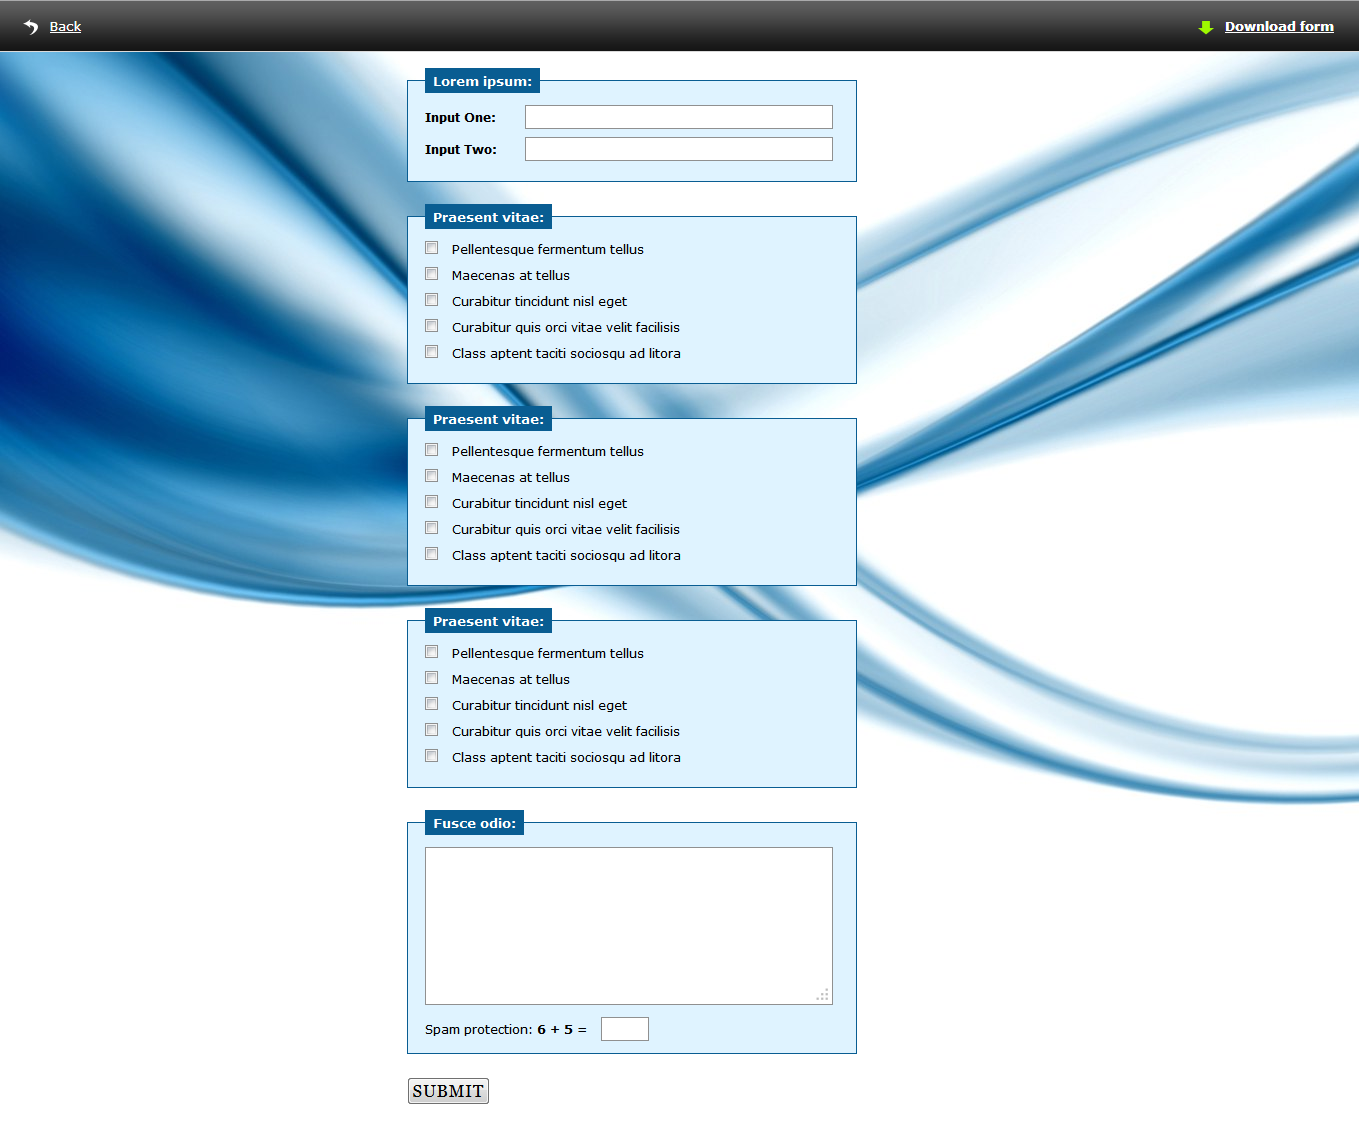 Back
Download form
Lorem ipsum:
Input One:
Input Two:
Praesent vitae:
Pellentesque fermentum tellus
Maecenas at tellus
Curabitur tincidunt nisl eget
Curabitur quis orci vitae velit facilisis
Class aptent taciti sociosqu ad litora
Praesent vitae:
Pellentesque fermentum tellus
Maecenas at tellus
Curabitur tincidunt nisl eget
Curabitur quis orci vitae velit facilisis
Class aptent taciti sociosqu ad litora
Praesent vitae:
Pellentesque fermentum tellus
Maecenas at tellus
Curabitur tincidunt nisl eget
Curabitur quis orci vitae velit facilisis
Class aptent taciti sociosqu ad litora
Fusce odio:
Spam protection: 6 + 5 =
SUBMIT